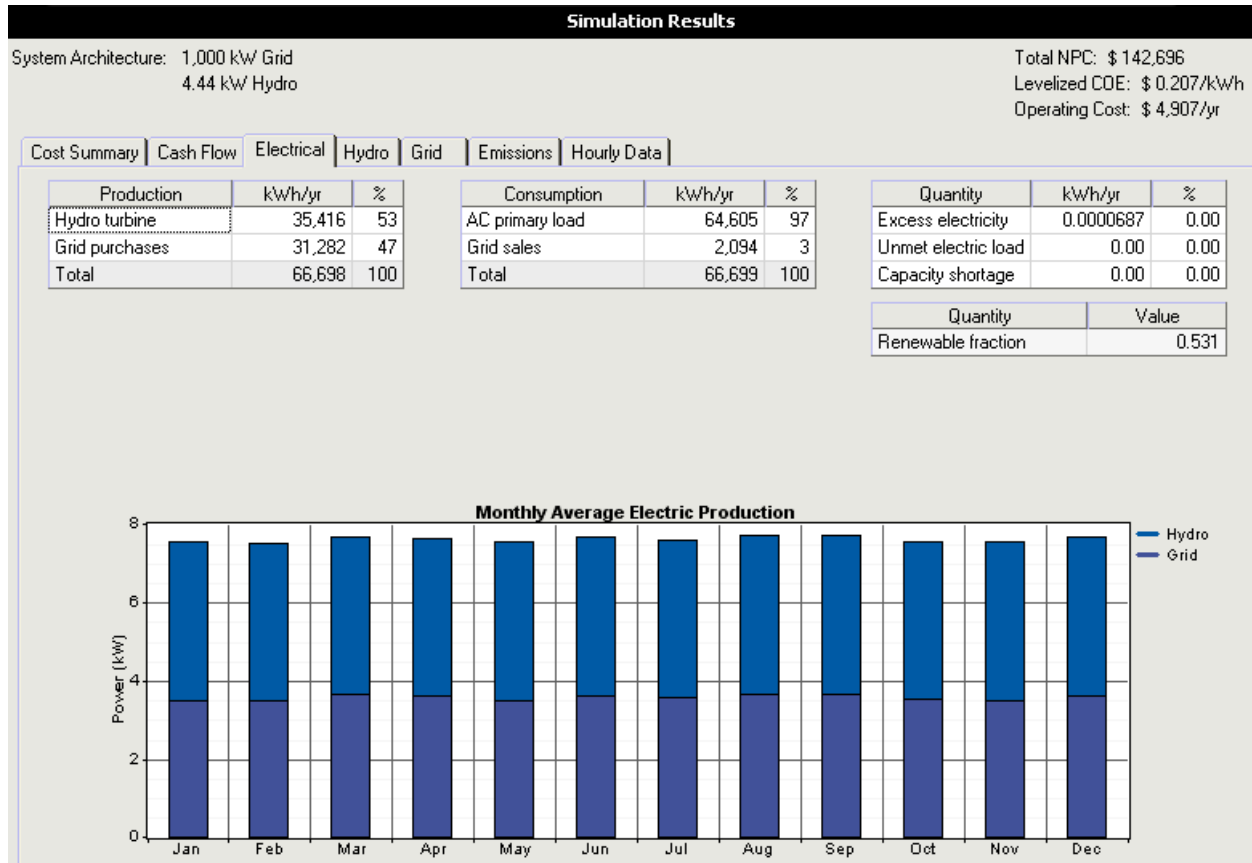 Simulation Results
System Architecture: 1,000 kW Grid
4.44 kW Hydro
Total NPC: $ 142,696
Levelized COE: $ 0.207/kWh
Operating Cost: $ 4,907/yr
Cost Summary Cash Flow Electrical Hydro Grid Emissions Hourly Data
Production kWh/yr %
Hydro turbine 35,416 53
Grid purchases 31,282 47
Total 66,698 100
Consumption kWh/yr %
AC primary load 64,605 97
Grid sales 2,094 3
Total 66,699 100
Quantity kWh/yr %
Excess electricity 0.0000687 0.00
Unmet electric load 0.00 0.00
Capacity shortage 0.00 0.00
Quantity Value
Renewable fraction 0.531
Monthly Average Electric Production
8
6
4
2
0
Power (kW)
Jan Feb Mar Apr May Jun Jul Aug Sep Oct Nov Dec
Hydro
Grid